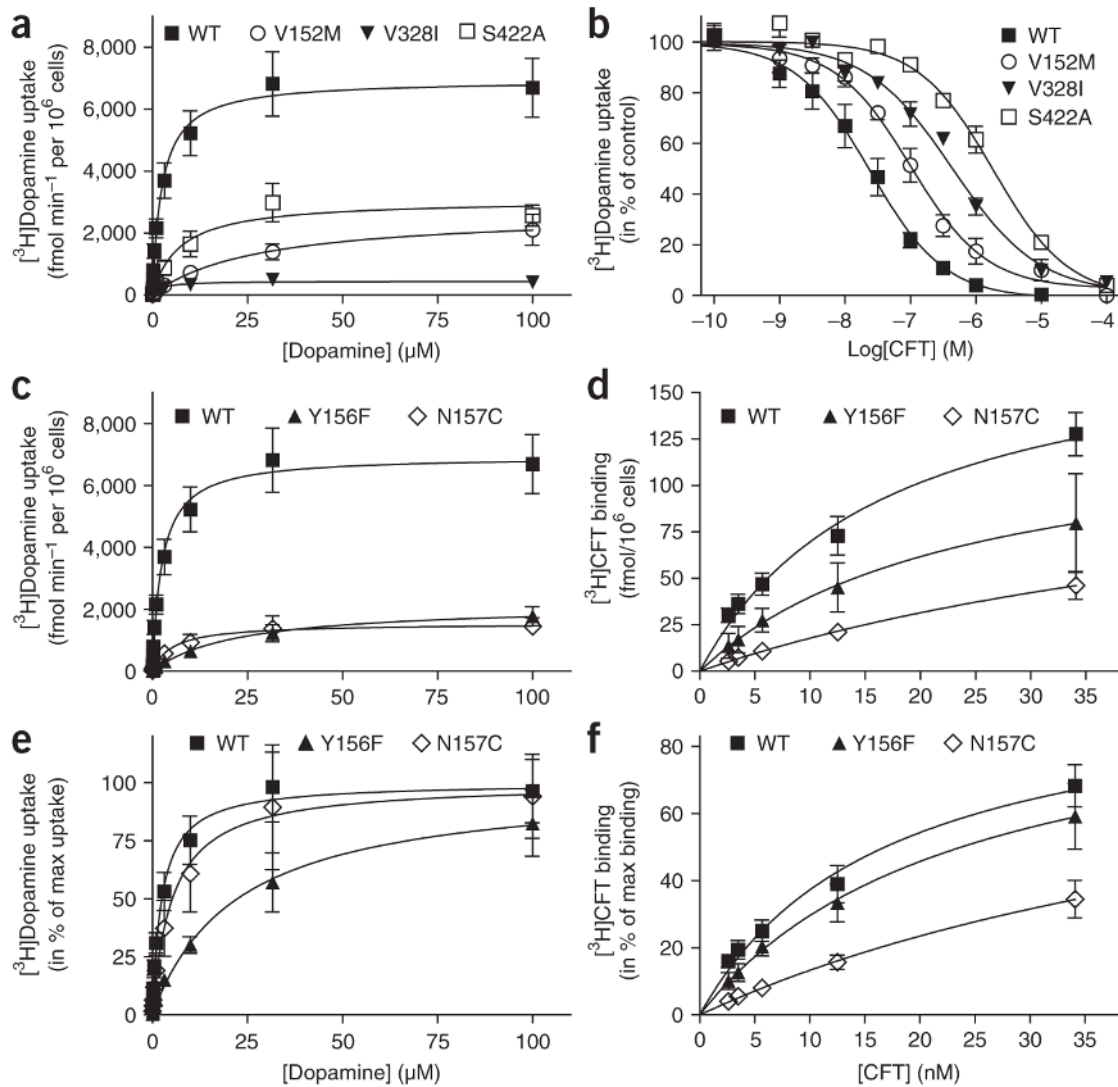 a
WT V152M V328I S422A
[³H]Dopamine uptake
(fmol min⁻¹ per 10⁶ cells)
8,000
6,000
4,000
2,000
0
0 25 50 75 100
[Dopamine] (µM)
b
WT
V152M
V328I
S422A
[³H]Dopamine uptake
(in % of control)
100
80
60
40
20
0
–10 –9 –8 –7 –6 –5 –4
Log[CFT] (M)
c
WT Y156F N157C
[³H]Dopamine uptake
(fmol min⁻¹ per 10⁶ cells)
8,000
6,000
4,000
2,000
0
0 25 50 75 100
d
WT Y156F N157C
[³H]CFT binding
(fmol/10⁶ cells)
150
125
100
75
50
25
0
0 5 10 15 20 25 30 35
e
WT Y156F N157C
[³H]Dopamine uptake
(in % of max uptake)
100
75
50
25
0
0 25 50 75 100
[Dopamine] (µM)
f
WT Y156F N157C
[³H]CFT binding
(in % of max binding)
80
60
40
20
0
0 5 10 15 20 25 30 35
[CFT] (nM)